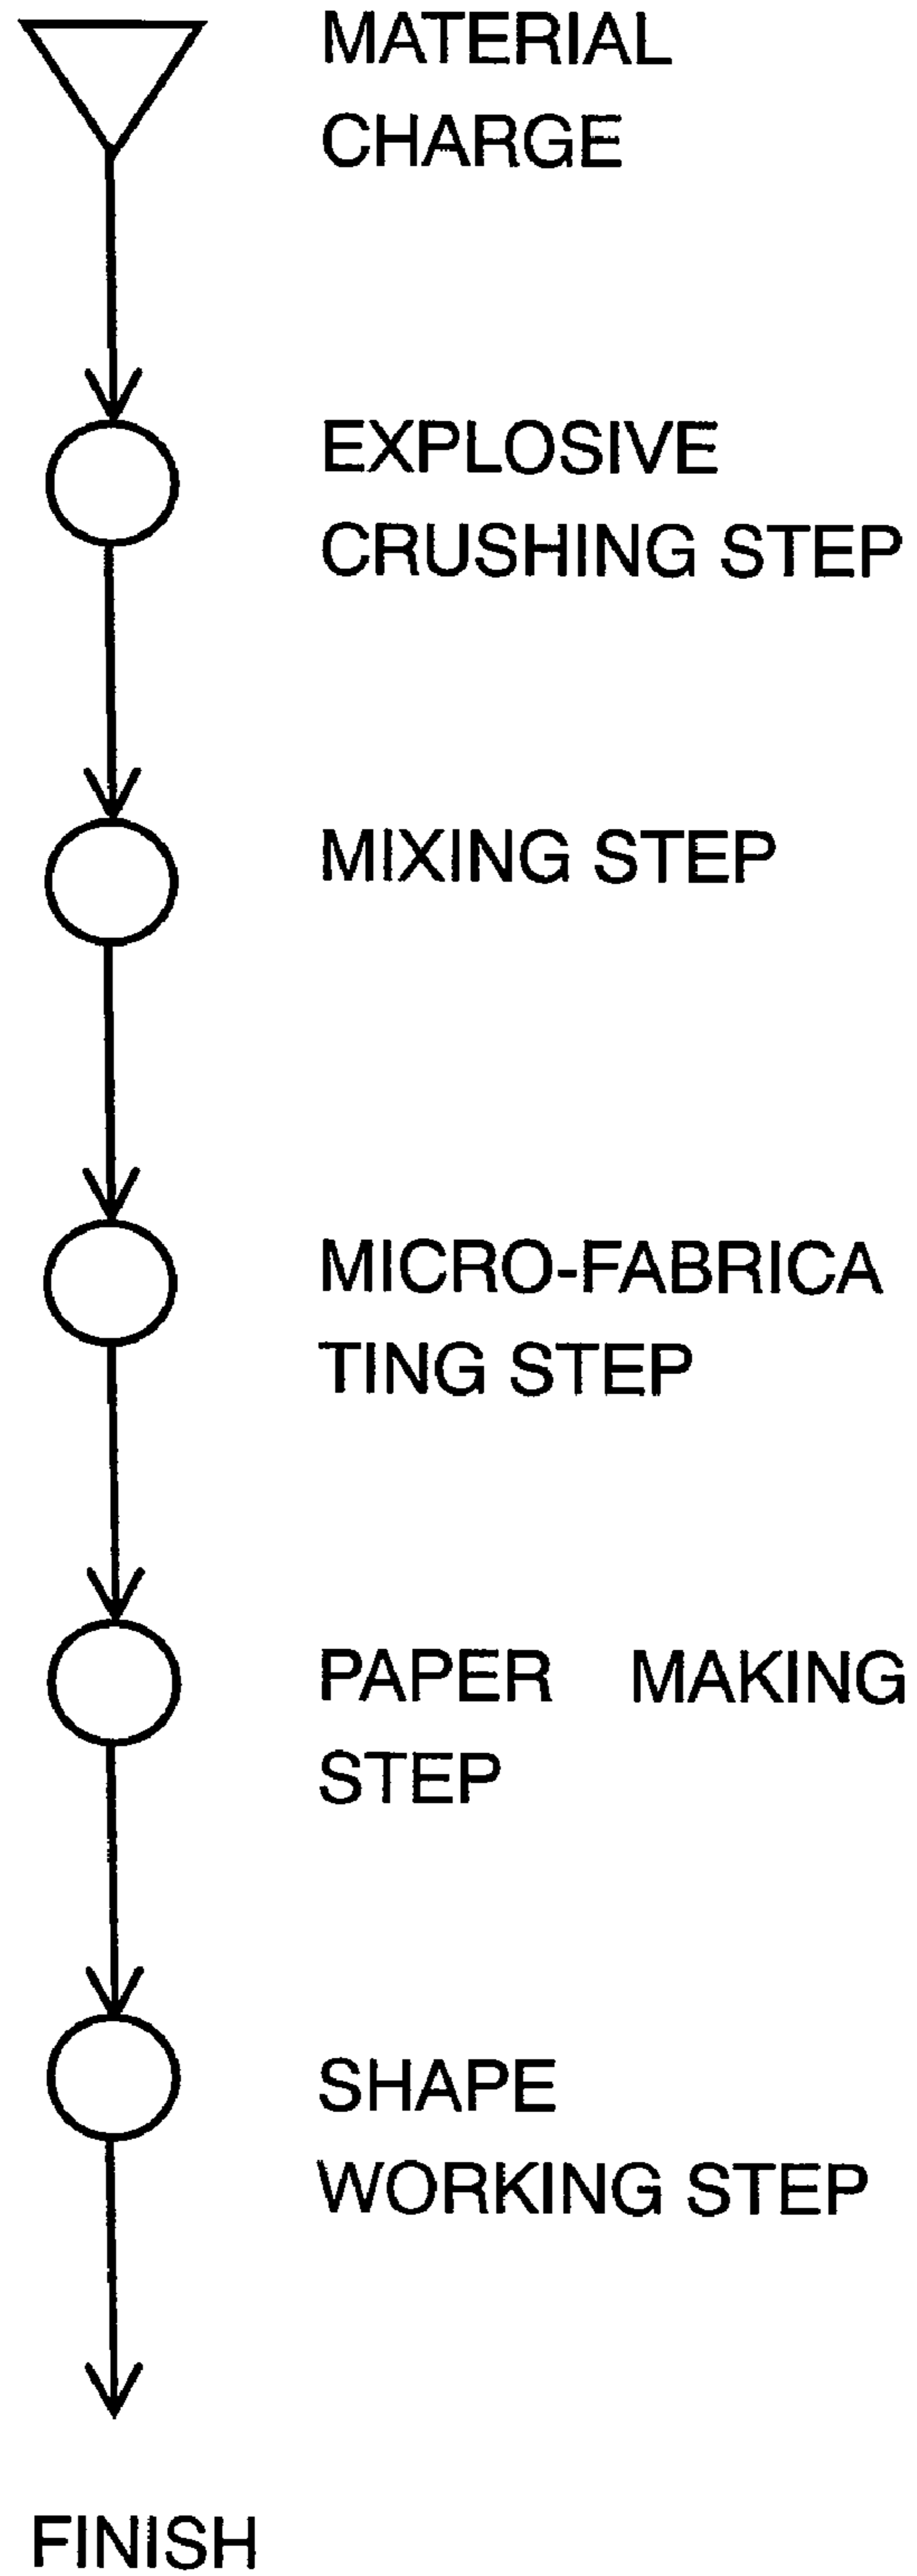 MATERIAL
CHARGE
EXPLOSIVE
CRUSHING STEP
MIXING STEP
MICRO-FABRICA
TING STEP
PAPER MAKING
STEP
SHAPE
WORKING STEP
FINISH